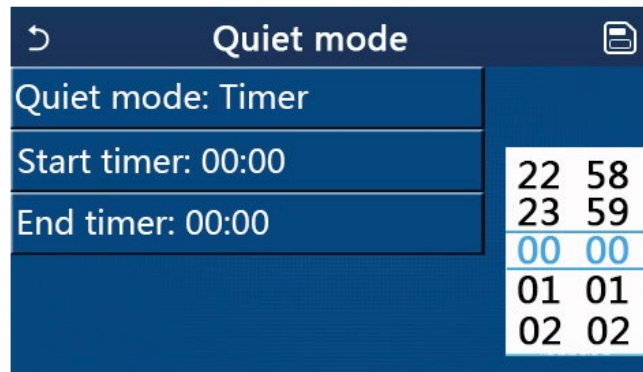 Quiet mode
Quiet mode: Timer
Start timer: 00:00
End timer: 00:00
22 58
23 59
00 00
01 01
02 02